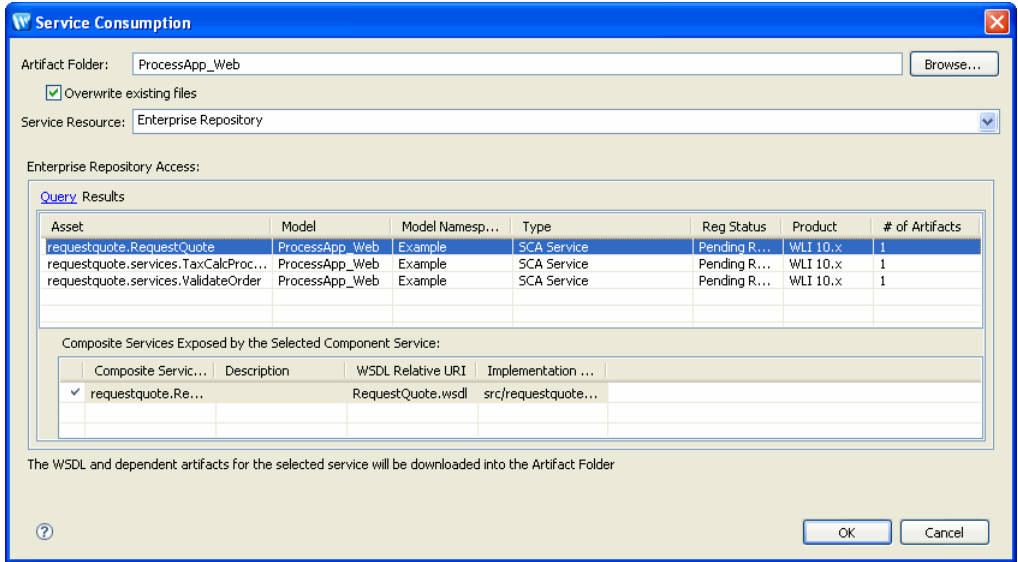 Service Consumption
Artifact Folder: ProcessApp_Web Browse...
Overwrite existing files
Service Resource: Enterprise Repository
Enterprise Repository Access:
Query Results
Asset Model Model Namesp... Type Reg Status Product # of Artifacts
requestquote.RequestQuote ProcessApp_Web Example SCA Service Pending R... WLI 10.x 1
requestquote.services.TaxCalcProc... ProcessApp_Web Example SCA Service Pending R... WLI 10.x 1
requestquote.services.ValidateOrder ProcessApp_Web Example SCA Service Pending R... WLI 10.x 1
Composite Services Exposed by the Selected Component Service:
Composite Servic... Description WSDL Relative URI Implementation ...
requestquote.Re... RequestQuote.wsdl src/requestquote...
The WSDL and dependent artifacts for the selected service will be downloaded into the Artifact Folder
? OK Cancel